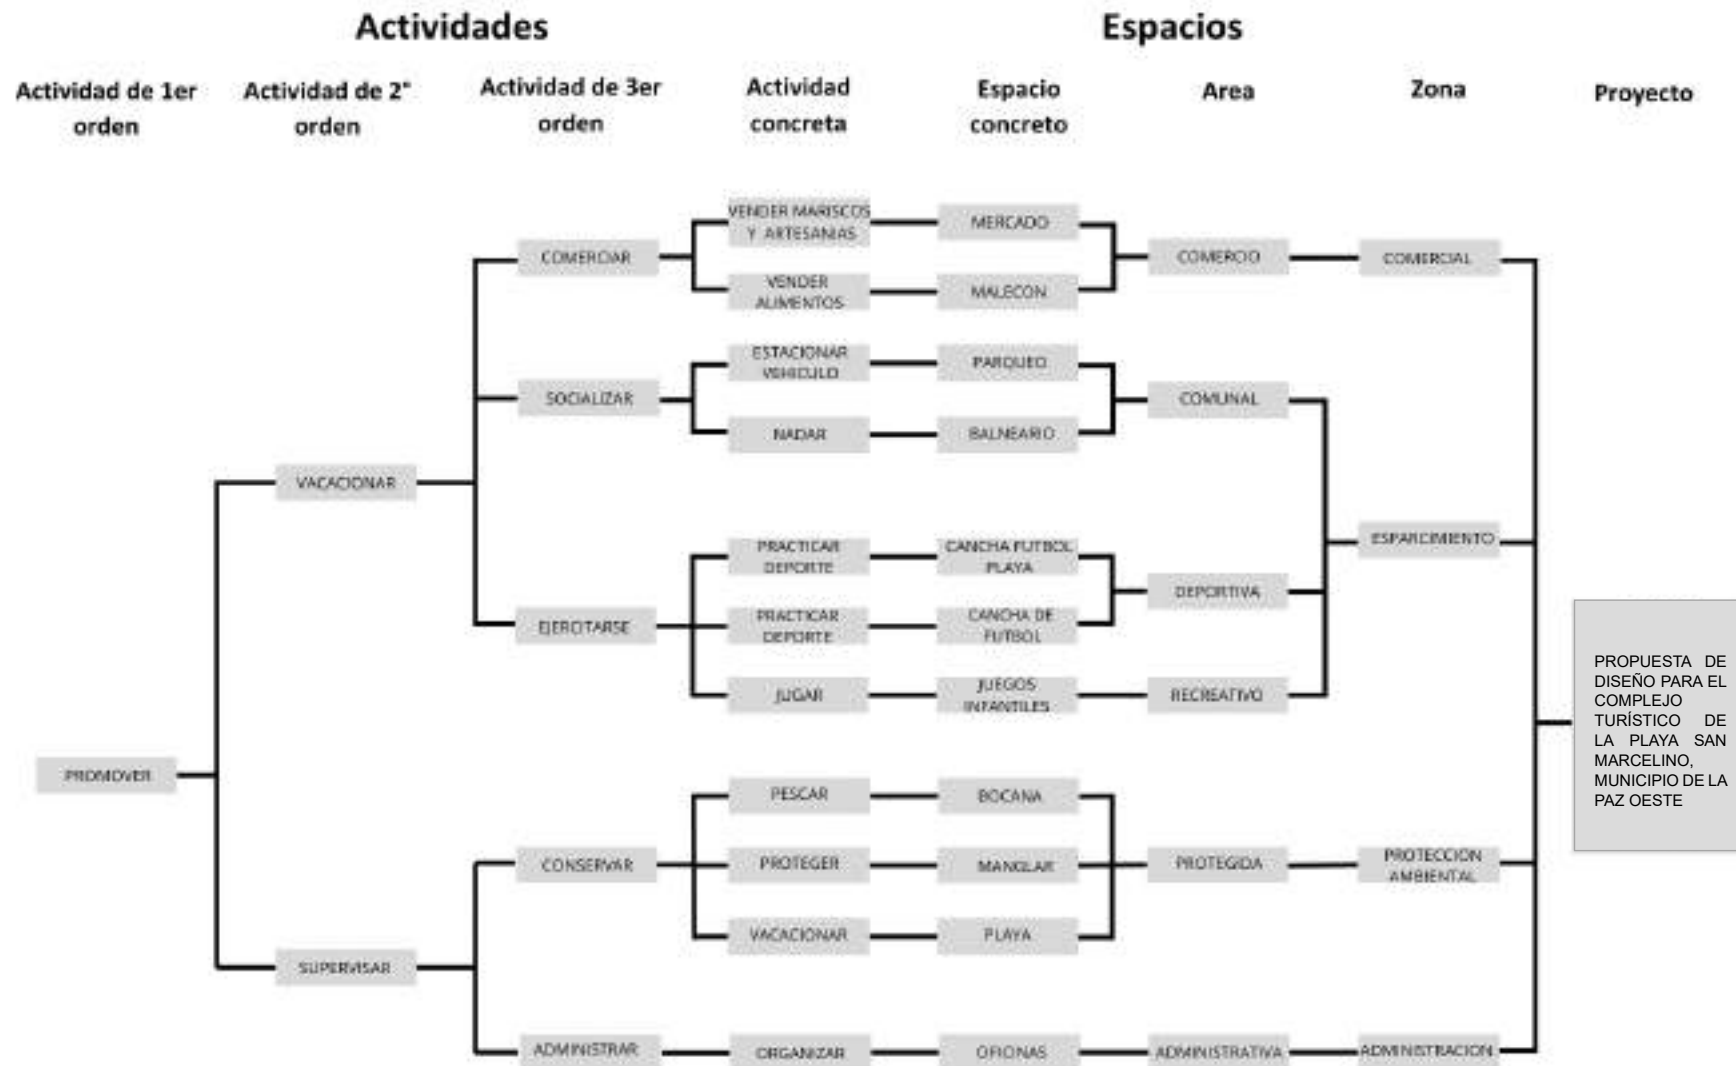 Actividades
Espacios
Actividad de 1er
orden
Actividad de 2°
orden
Actividad de 3er
orden
Actividad
concreta
Espacio
concreto
Area
Zona
Proyecto
VENDER MARISCOS
Y ARTESANIAS
MERCADO
COMERCIAR
COMERCIO
COMERCIAL
VENDER
ALIMENTOS
MALECON
ESTACIONAR
VEHICULO
PARQUEO
SOCIALIZAR
COMUNAL
NADAR
BALNEARIO
VACACIONAR
PRACTICAR
DEPORTE
CANCHA FUTBOL
PLAYA
ESPARCIMIENTO
DEPORTIVA
EJERCITARSE
PRACTICAR
DEPORTE
CANCHA DE
FUTBOL
JUGAR
JUEGOS
INFANTILES
RECREATIVO
PROPUESTA DE
DISEÑO PARA EL
COMPLEJO
TURÍSTICO DE
LA PLAYA SAN
MARCELINO,
MUNICIPIO DE LA
PAZ OESTE
PROMOVER
PESCAR
BOCANA
CONSERVAR
PROTEGER
MANGLAR
PROTEGIDA
PROTECCION
AMBIENTAL
VACACIONAR
PLAYA
SUPERVISAR
ADMINISTRAR
ORGANIZAR
OFICINAS
ADMINISTRATIVA
ADMINISTRACION